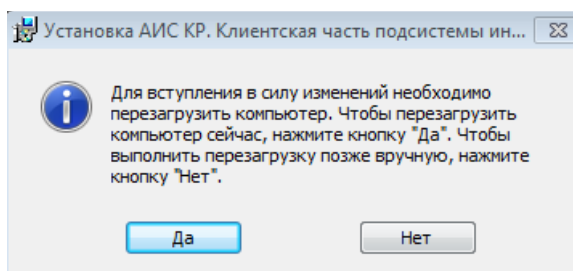 Установка АИС КР. Клиентская часть подсистемы ин...
Для вступления в силу изменений необходимо
перезагрузить компьютер. Чтобы перезагрузить
компьютер сейчас, нажмите кнопку "Да". Чтобы
выполнить перезагрузку позже вручную, нажмите
кнопку "Нет".
Да
Нет